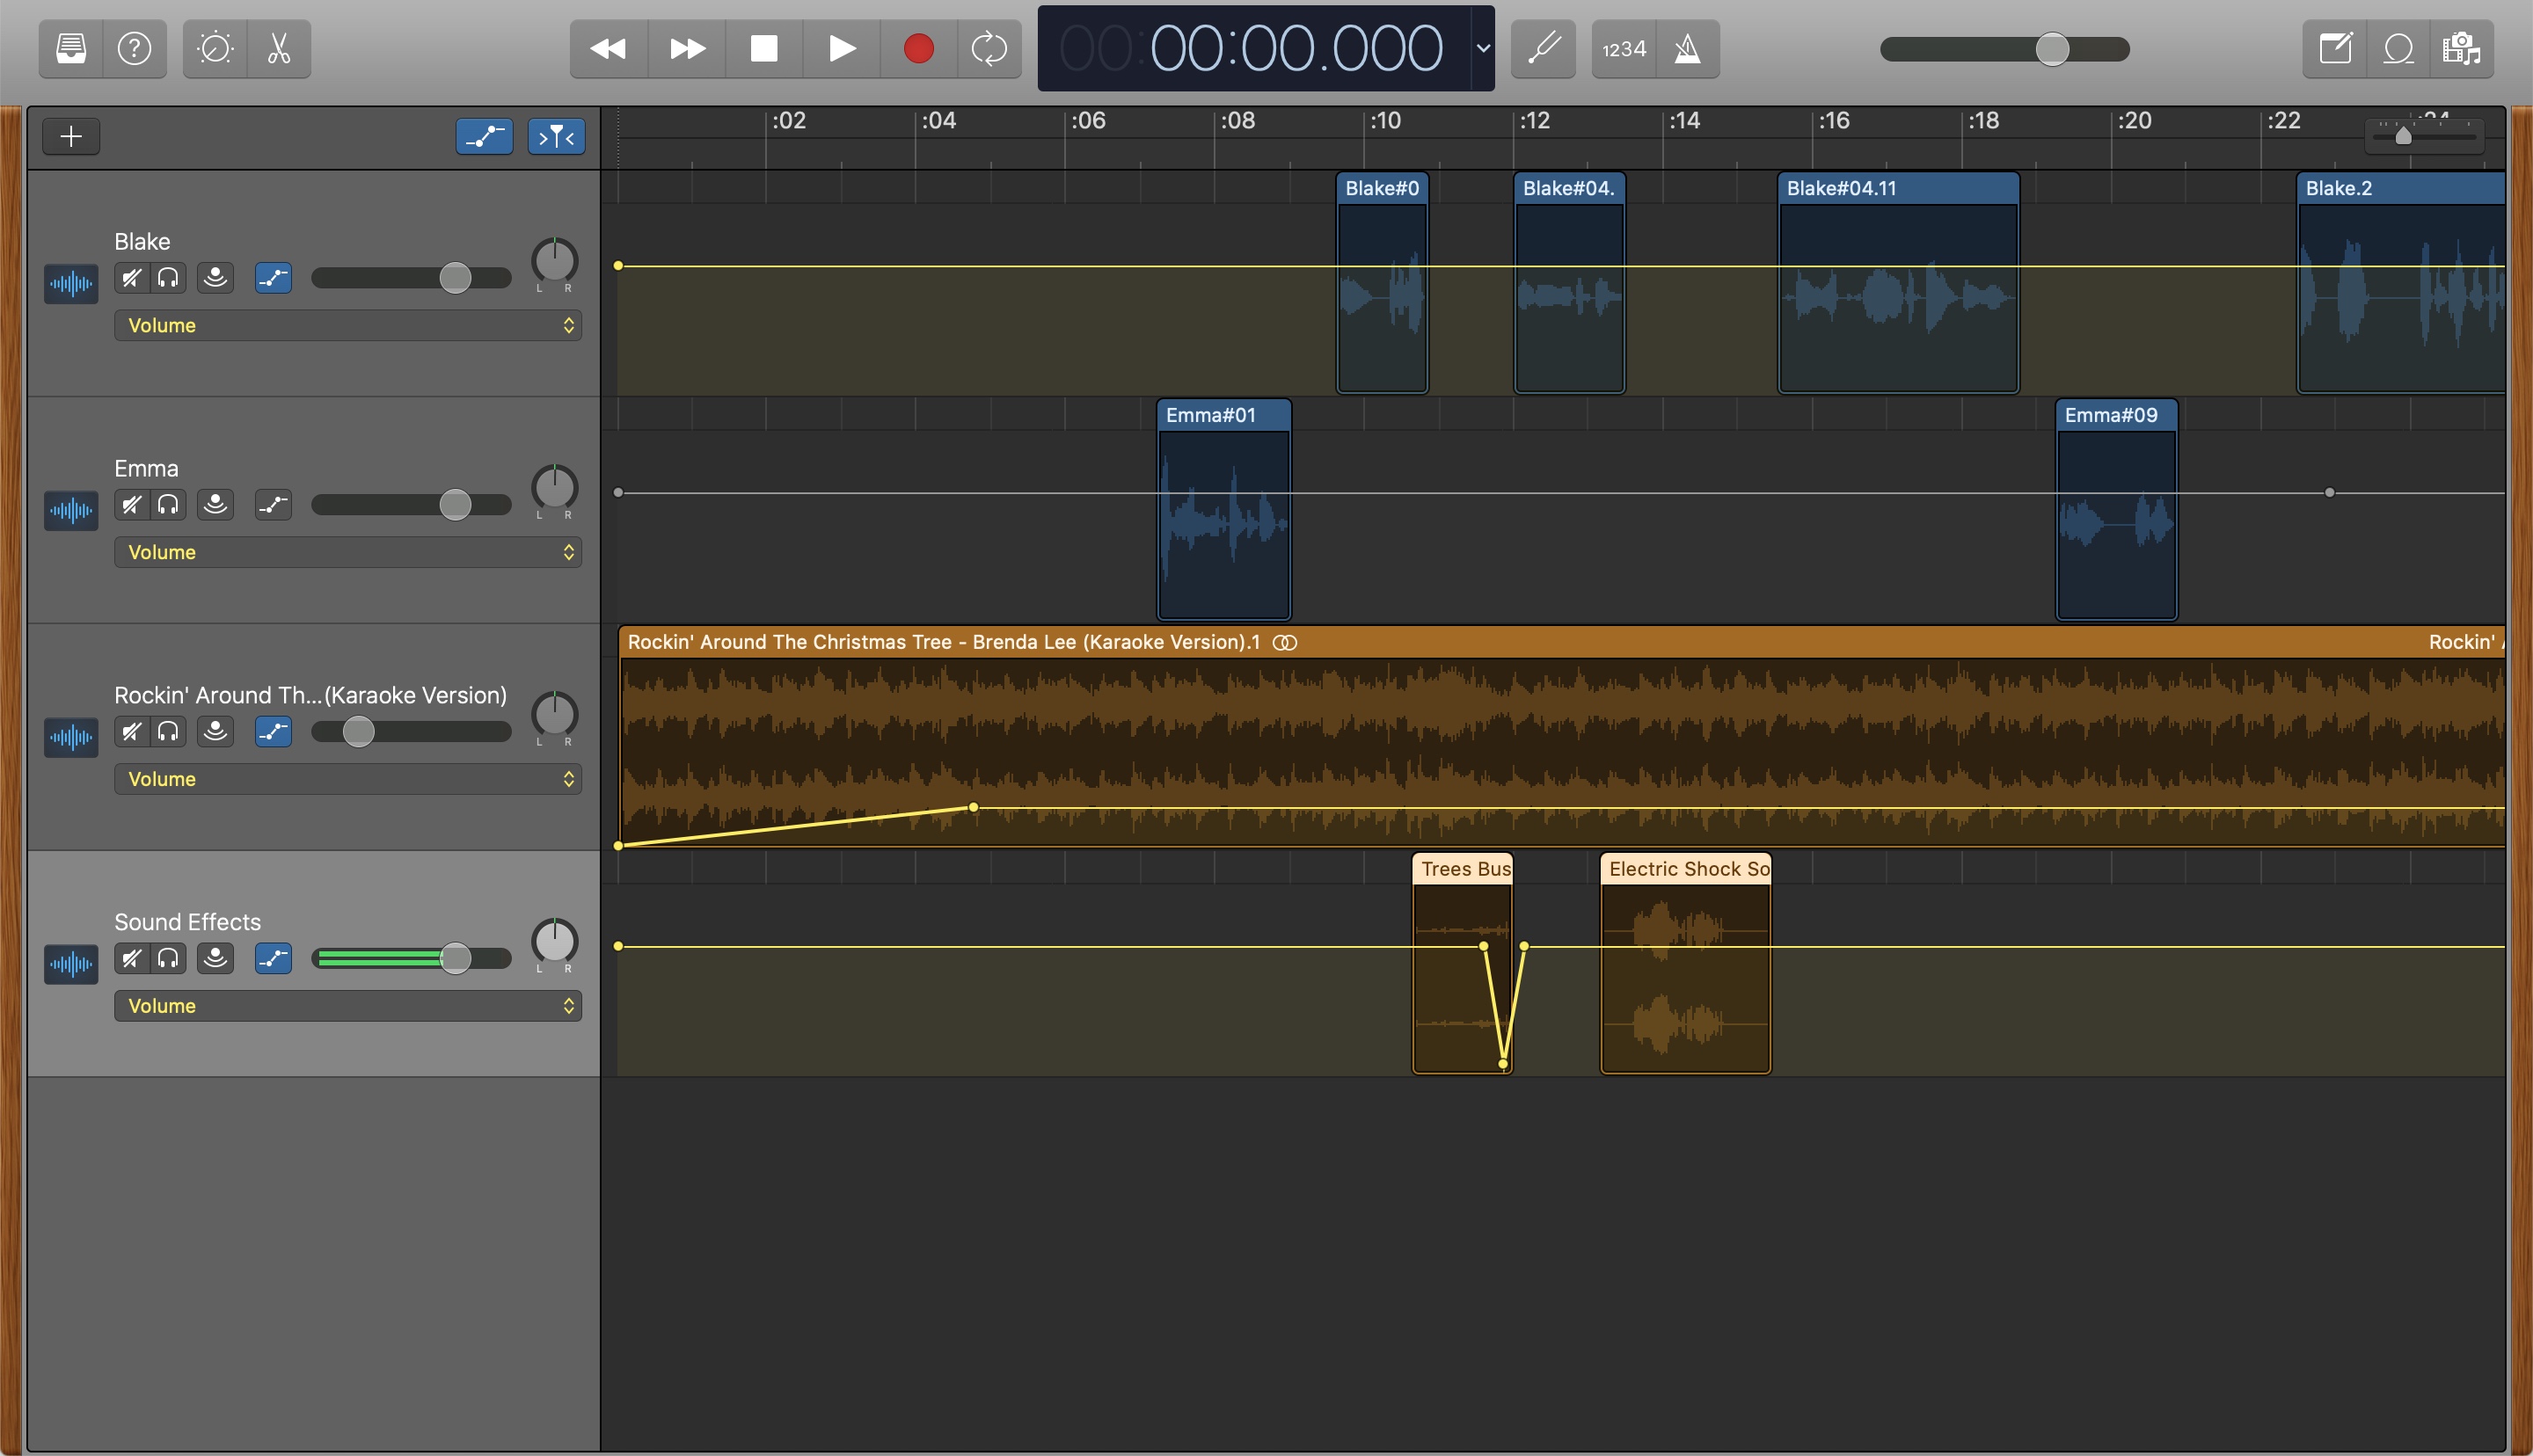 ?
00:00:00.000
1234
:02 :04 :06 :08 :10 :12 :14 :16 :18 :20 :22 :24
Blake
L R
Volume
Blake#0
Blake#04.
Blake#04.11
Blake.2
Emma
L R
Volume
Emma#01
Emma#09
Rockin' Around Th...(Karaoke Version)
L R
Volume
Rockin' Around The Christmas Tree - Brenda Lee (Karaoke Version).1
Rockin'
Sound Effects
L R
Volume
Trees Bus
Electric Shock So